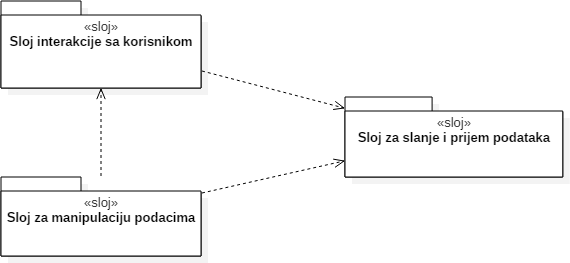 «sloj»
Sloj interakcije sa korisnikom
«sloj»
Sloj za slanje i prijem podataka
«sloj»
Sloj za manipulaciju podacima